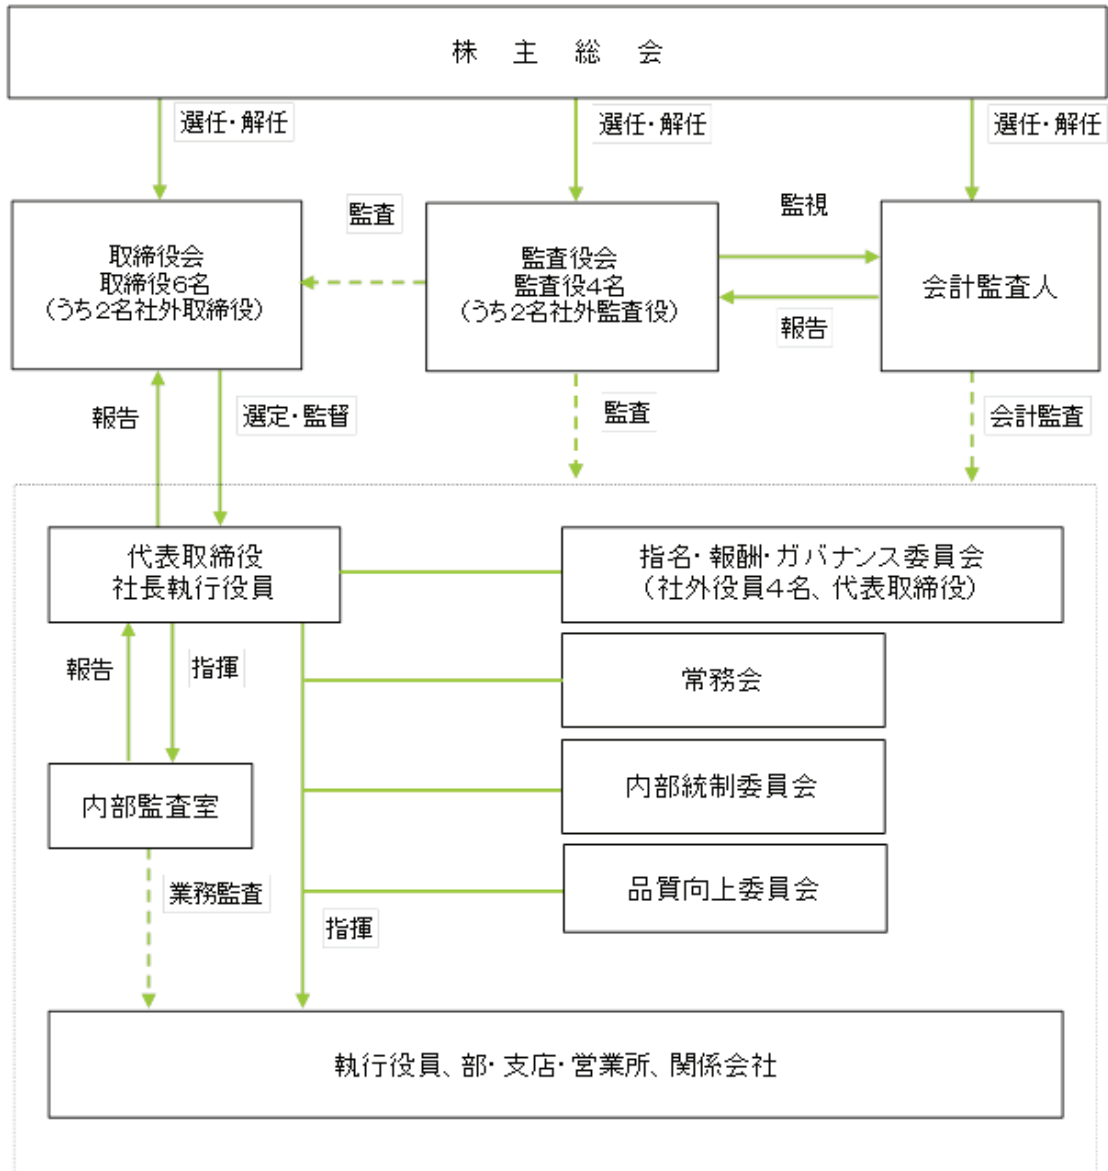 株主総会
選任・解任
選任・解任
選任・解任
取締役会
取締役6名
(うち2名社外取締役)
監査
監査役会
監査役4名
(うち2名社外監査役)
監視
報告
会計監査人
報告
選定・監督
監査
会計監査
代表取締役
社長執行役員
指名・報酬・ガバナンス委員会
(社外役員4名、代表取締役)
報告
指揮
常務会
内部監査室
内部統制委員会
業務監査
品質向上委員会
指揮
執行役員、部・支店・営業所、関係会社